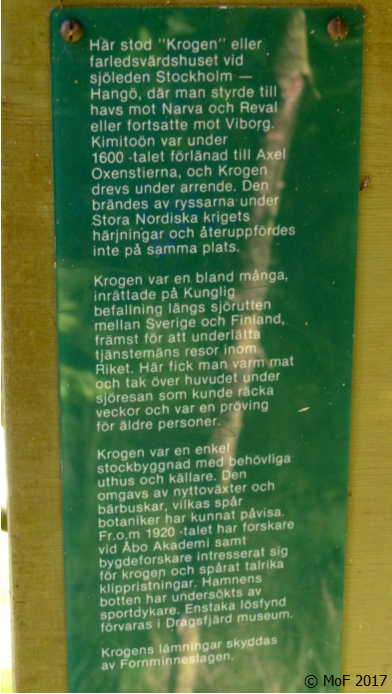 Här stod "Krogen" eller
farledsvärdshuset vid
sjöleden Stockholm —
Hangö, där man styrde till
havs mot Narva och Reval
eller fortsatte mot Viborg.
Kimitoön var under
1600 -talet förlänad till Axel
Oxenstierna, och Krogen
drevs under arrende. Den
brändes av ryssarna under
Stora Nordiska krigets
härjningar och återuppfördes
inte på samma plats.
Krogen var en bland många,
inrättade på Kunglig
befallning längs sjörutten
mellan Sverige och Finland,
främst för att underlätta
tjänstemäns resor inom
Riket. Här fick man varm mat
och tak över huvudet under
sjöresan som kunde räcka
veckor och var en pröving
för äldre personer.
Krogen var en enkel
stockbyggnad med behövliga
uthus och källare. Den
omgavs av nyttoväxter och
bärbuskar, vilkas spår
botaniker har kunnat påvisa.
Fr.o.m 1920 -talet har forskare
vid Åbo Akademi samt
bygdeforskare intresserat sig
för krogen och spårat talrika
klippristningar. Hamnens
botten har undersökts av
sportdykare. Enstaka lösfynd
förvaras i Dragsfjärd museum.
Krogens lämningar skyddas
av Fornminneslagen.
© MoF 2017